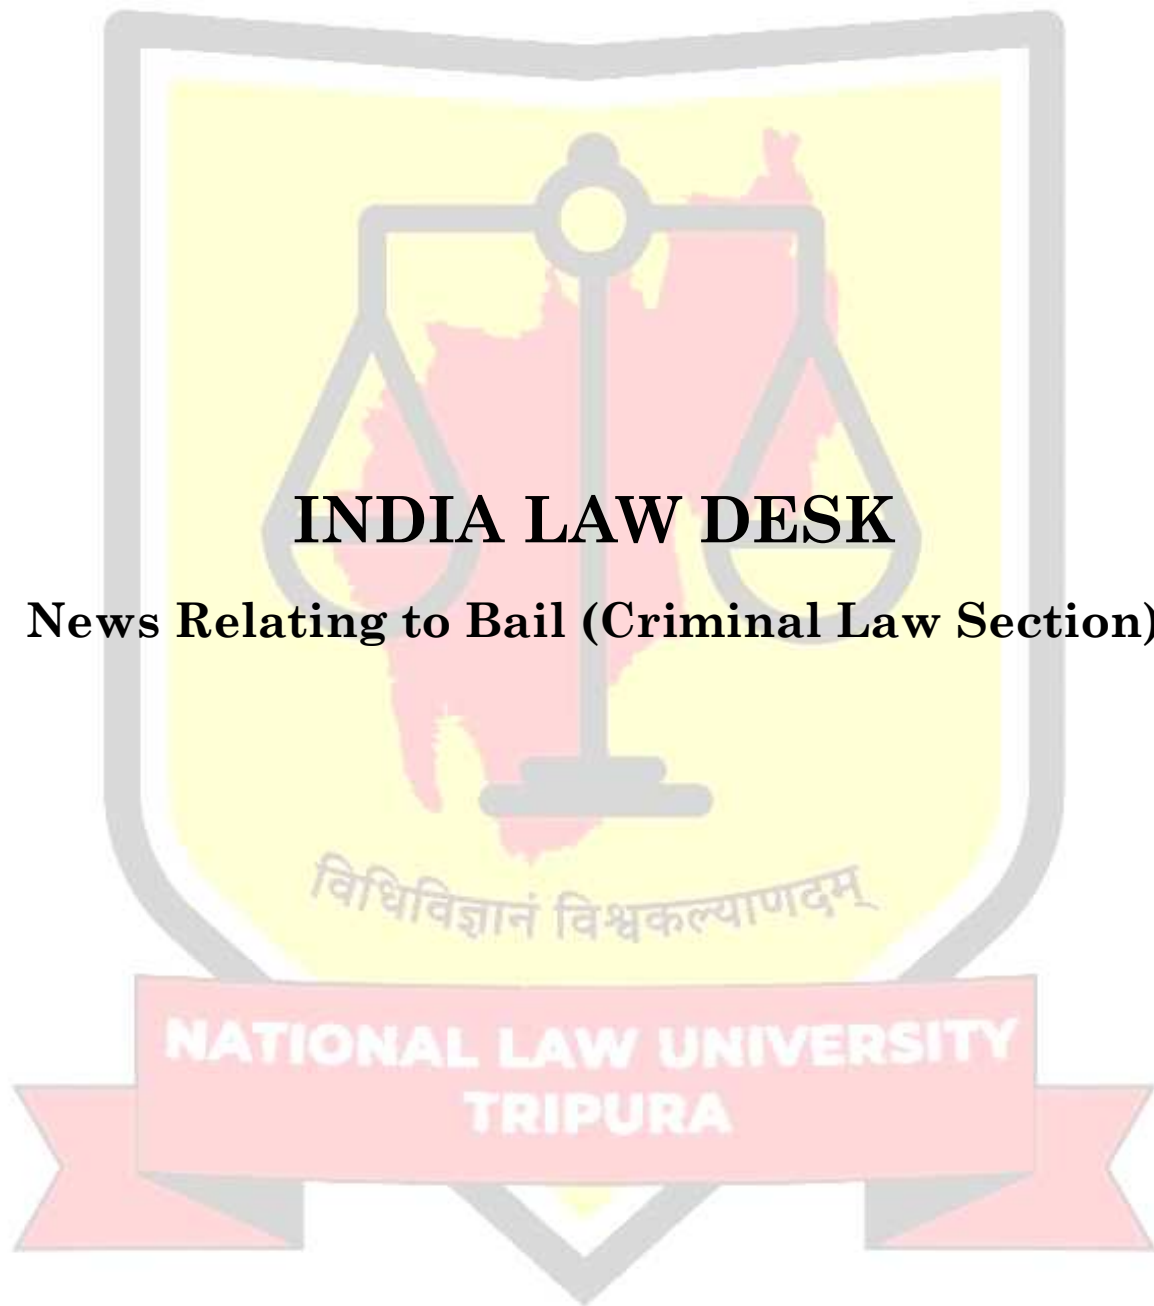 INDIA LAW DESK
News Relating to Bail (Criminal Law Section)
विधिविज्ञानं विश्वकल्याणदम्
NATIONAL LAW UNIVERSITY
TRIPURA